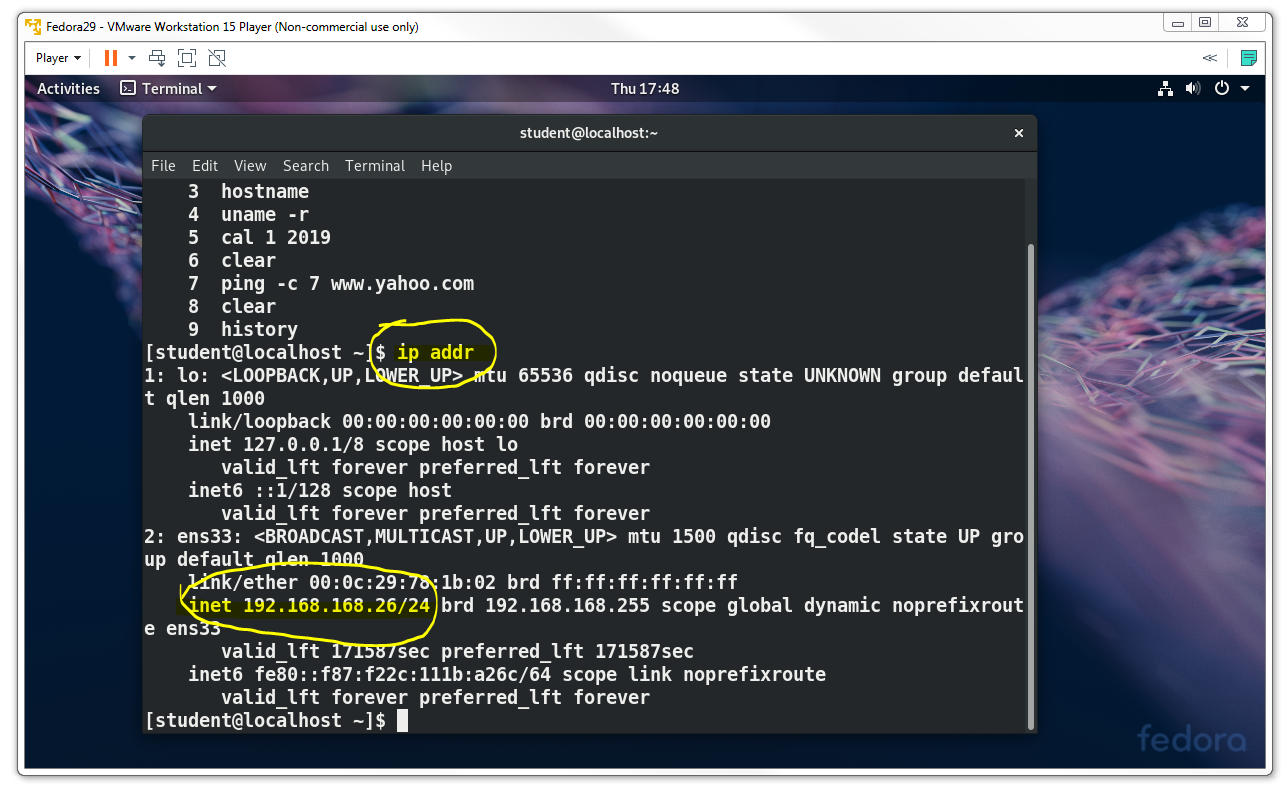 Fedora29 - VMware Workstation 15 Player (Non-commercial use only)
Player
Activities Terminal Thu 17:48
student@localhost:~
File Edit View Search Terminal Help
3 hostname
4 uname -r
5 cal 1 2019
6 clear
7 ping -c 7 www.yahoo.com
8 clear
9 history
[student@localhost ~]$ ip addr
1: lo: <LOOPBACK,UP,LOWER_UP> mtu 65536 qdisc noqueue state UNKNOWN group defaul
t qlen 1000
link/loopback 00:00:00:00:00:00 brd 00:00:00:00:00:00
inet 127.0.0.1/8 scope host lo
valid_lft forever preferred_lft forever
inet6 ::1/128 scope host
valid_lft forever preferred_lft forever
2: ens33: <BROADCAST,MULTICAST,UP,LOWER_UP> mtu 1500 qdisc fq_codel state UP gro
up default qlen 1000
link/ether 00:0c:29:78:1b:02 brd ff:ff:ff:ff:ff:ff
inet 192.168.168.26/24 brd 192.168.168.255 scope global dynamic noprefixrout
e ens33
valid_lft 171587sec preferred_lft 171587sec
inet6 fe80::f87:f22c:111b:a26c/64 scope link noprefixroute
valid_lft forever preferred_lft forever
[student@localhost ~]$
fedora